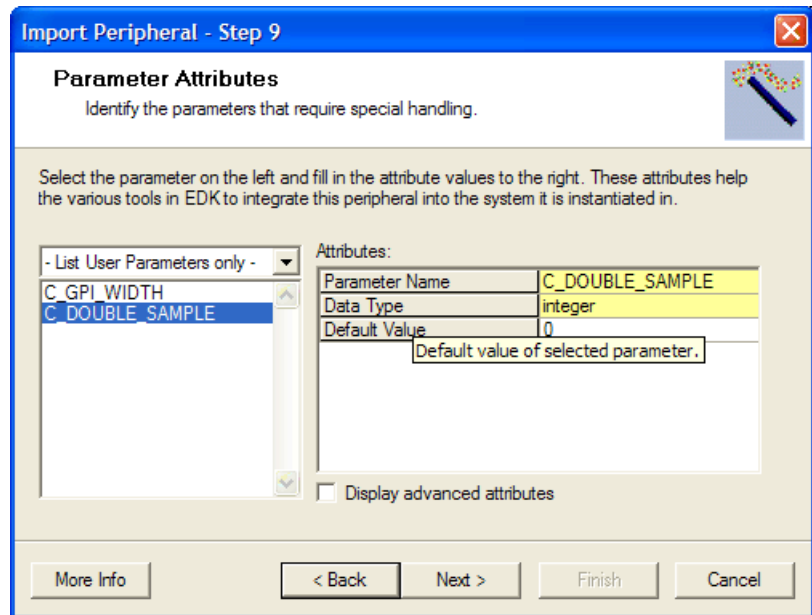 Import Peripheral - Step 9
Parameter Attributes
Identify the parameters that require special handling.
Select the parameter on the left and fill in the attribute values to the right. These attributes help
the various tools in EDK to integrate this peripheral into the system it is instantiated in.
- List User Parameters only -
C_GPI_WIDTH
C_DOUBLE_SAMPLE
Attributes:
Parameter Name C_DOUBLE_SAMPLE
Data Type integer
Default Value 0
Default value of selected parameter.
Display advanced attributes
More Info < Back Next > Finish Cancel